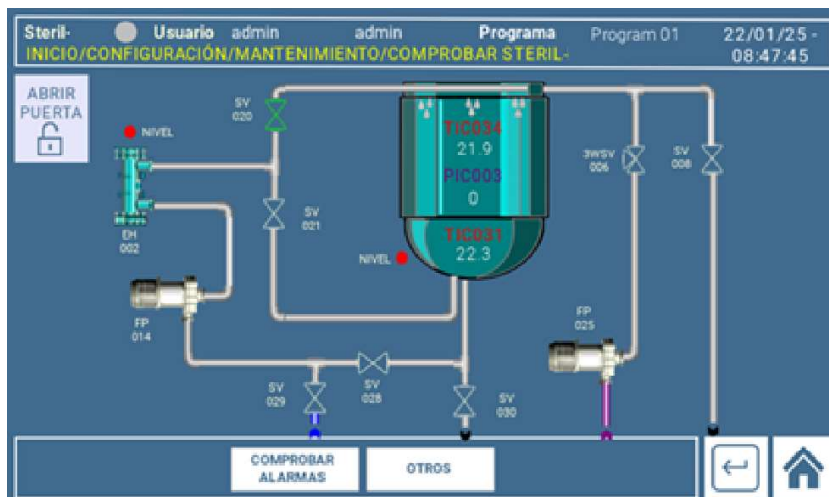 Steril- Usuario admin admin Programa Program 01 22/01/25 -
INICIO/CONFIGURACIÓN/MANTENIMIENTO/COMPROBAR STERIL- 08:47:45
ABRIR
PUERTA
NIVEL
SV
020
EH
002
SV
021
FP
014
TIC034
21.9
PIC003
0
TIC031
22.3
NIVEL
3WSV
006
SV
008
FP
025
SV
029
SV
028
SV
030
COMPROBAR
ALARMAS
OTROS